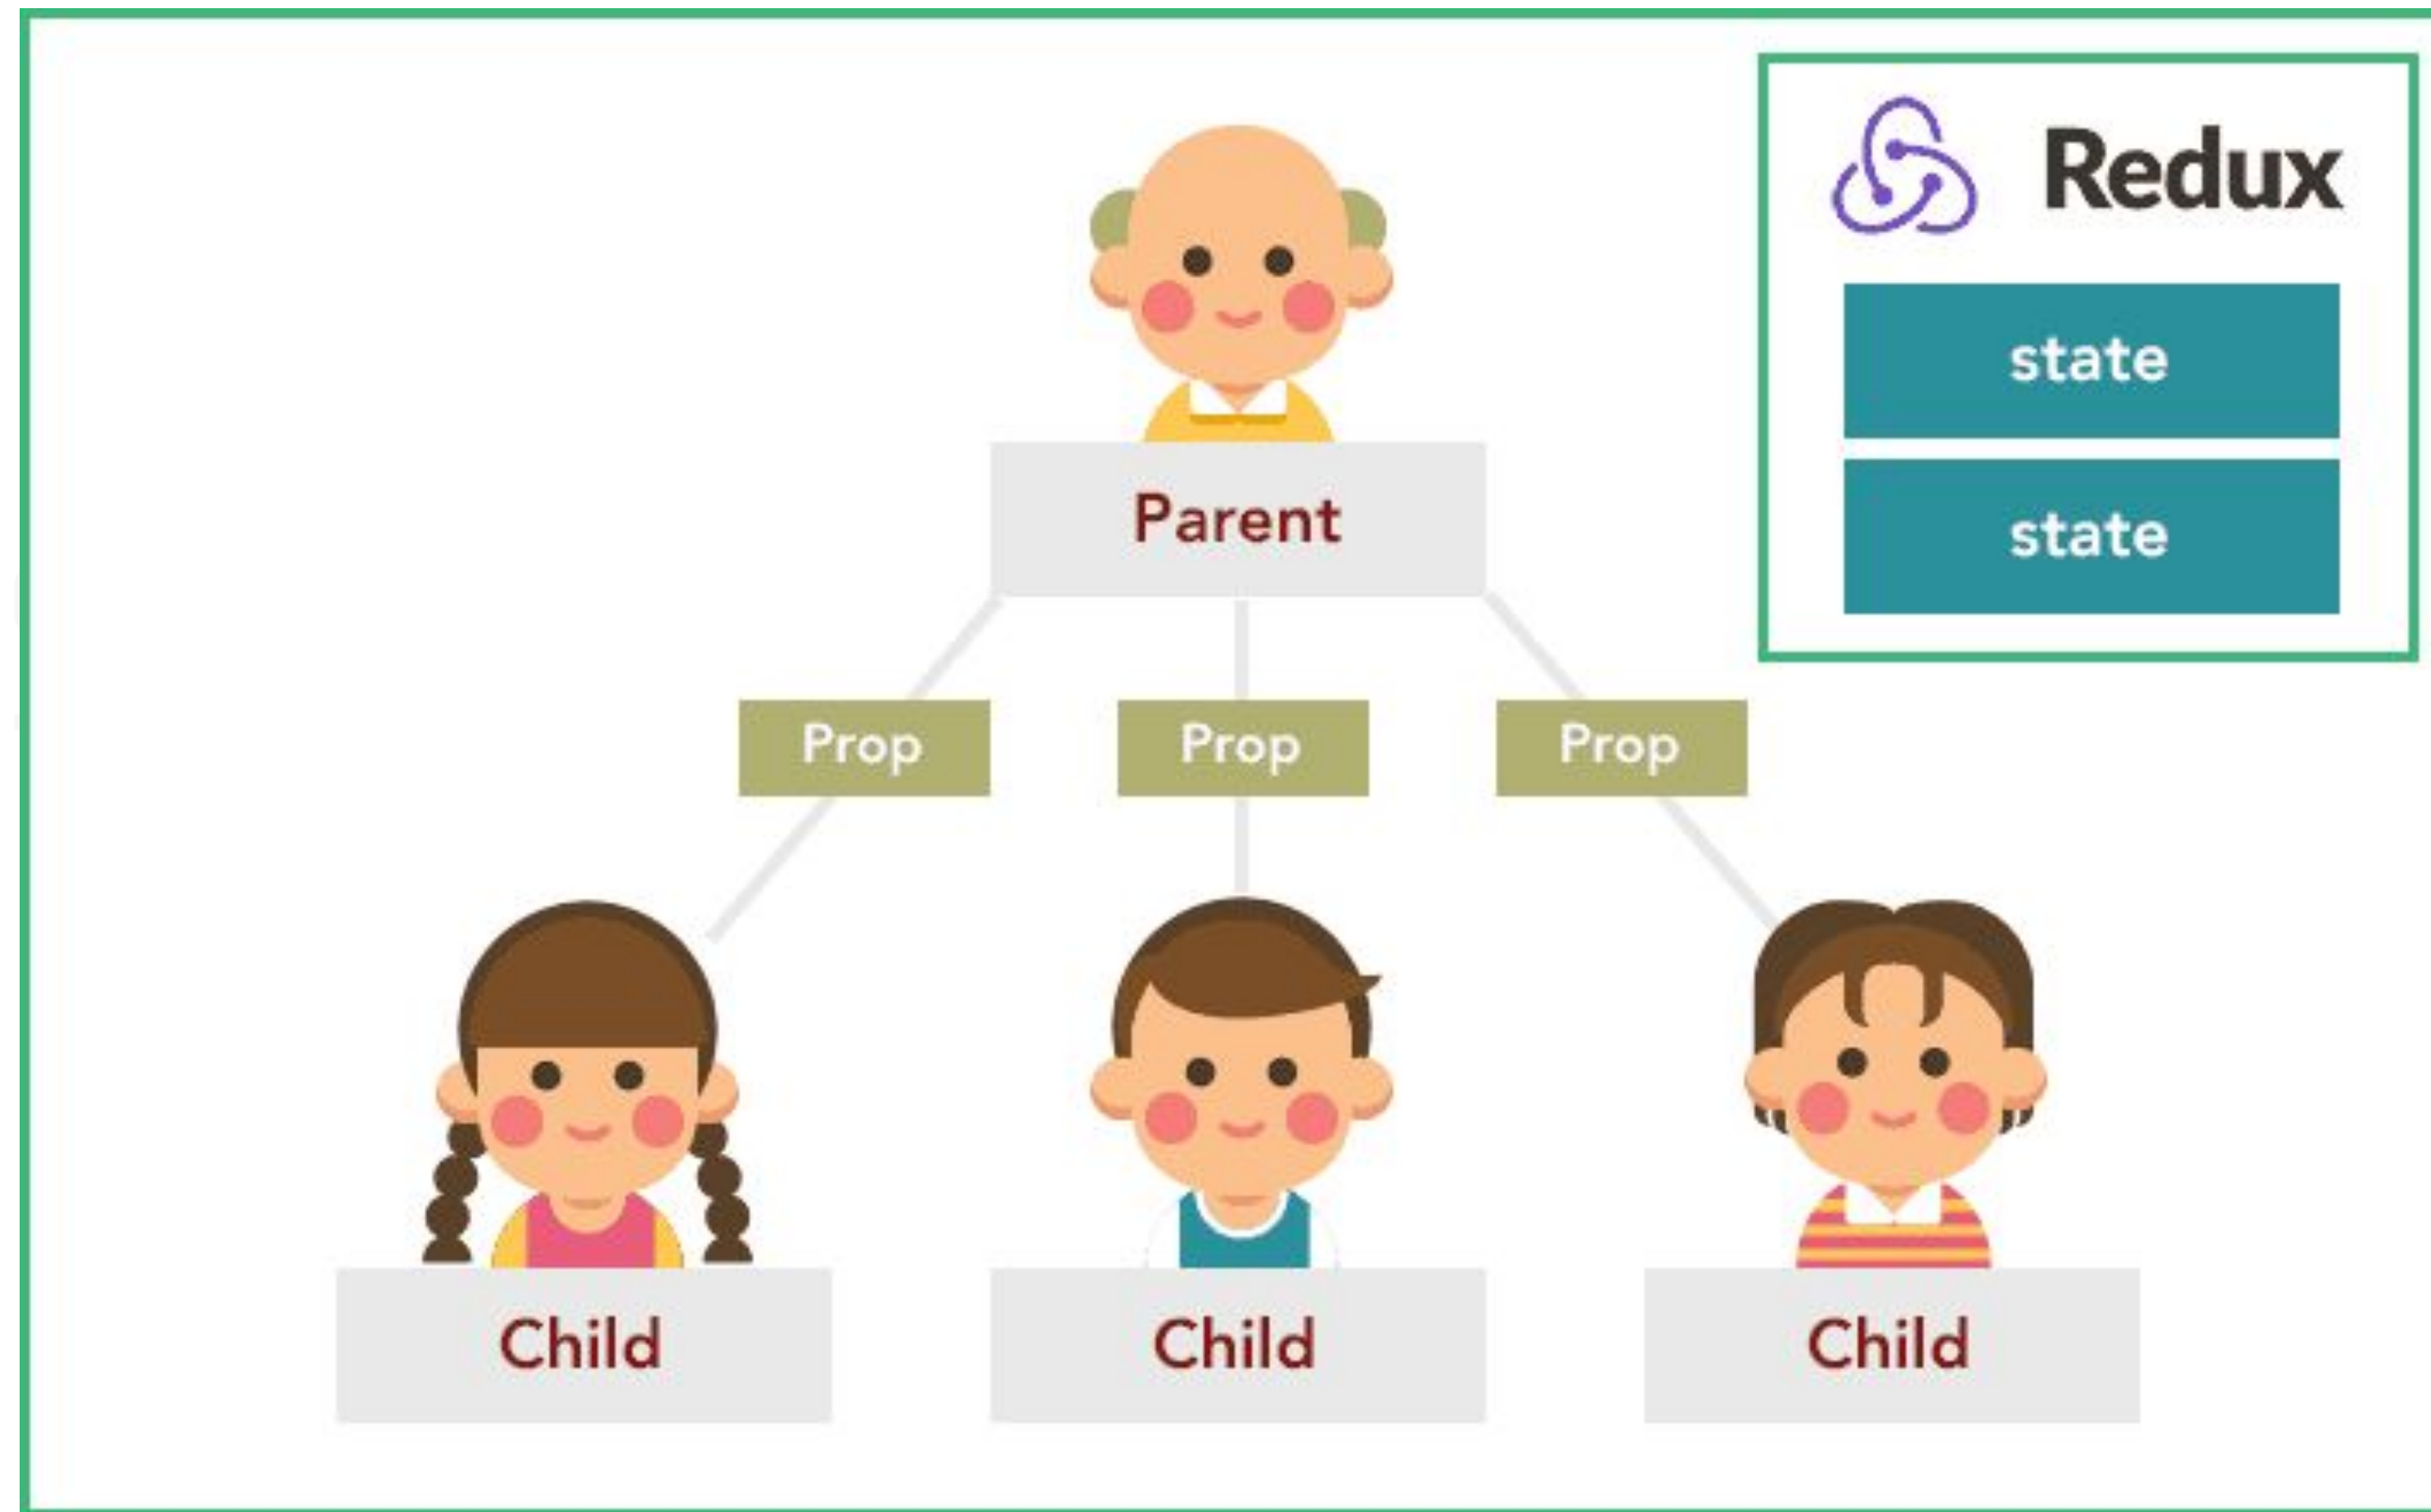 Redux
state
state
Parent
Prop
Prop
Prop
Child
Child
Child